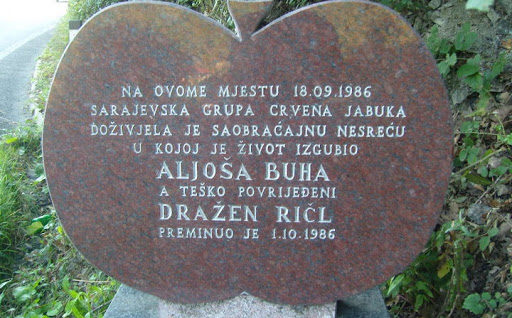 NA OVOME MJESTU 18.09.1986
SARAJEVSKA GRUPA CRVENA JABUKA
DOŽIVJELA JE SAOBRAĆAJNU NESREĆU
U KOJOJ JE ŽIVOT IZGUBIO
ALJOŠA BUHA
A TEŠKO POVRIJEĐENI
DRAŽEN RIČL
PREMINUO JE 1.10.1986